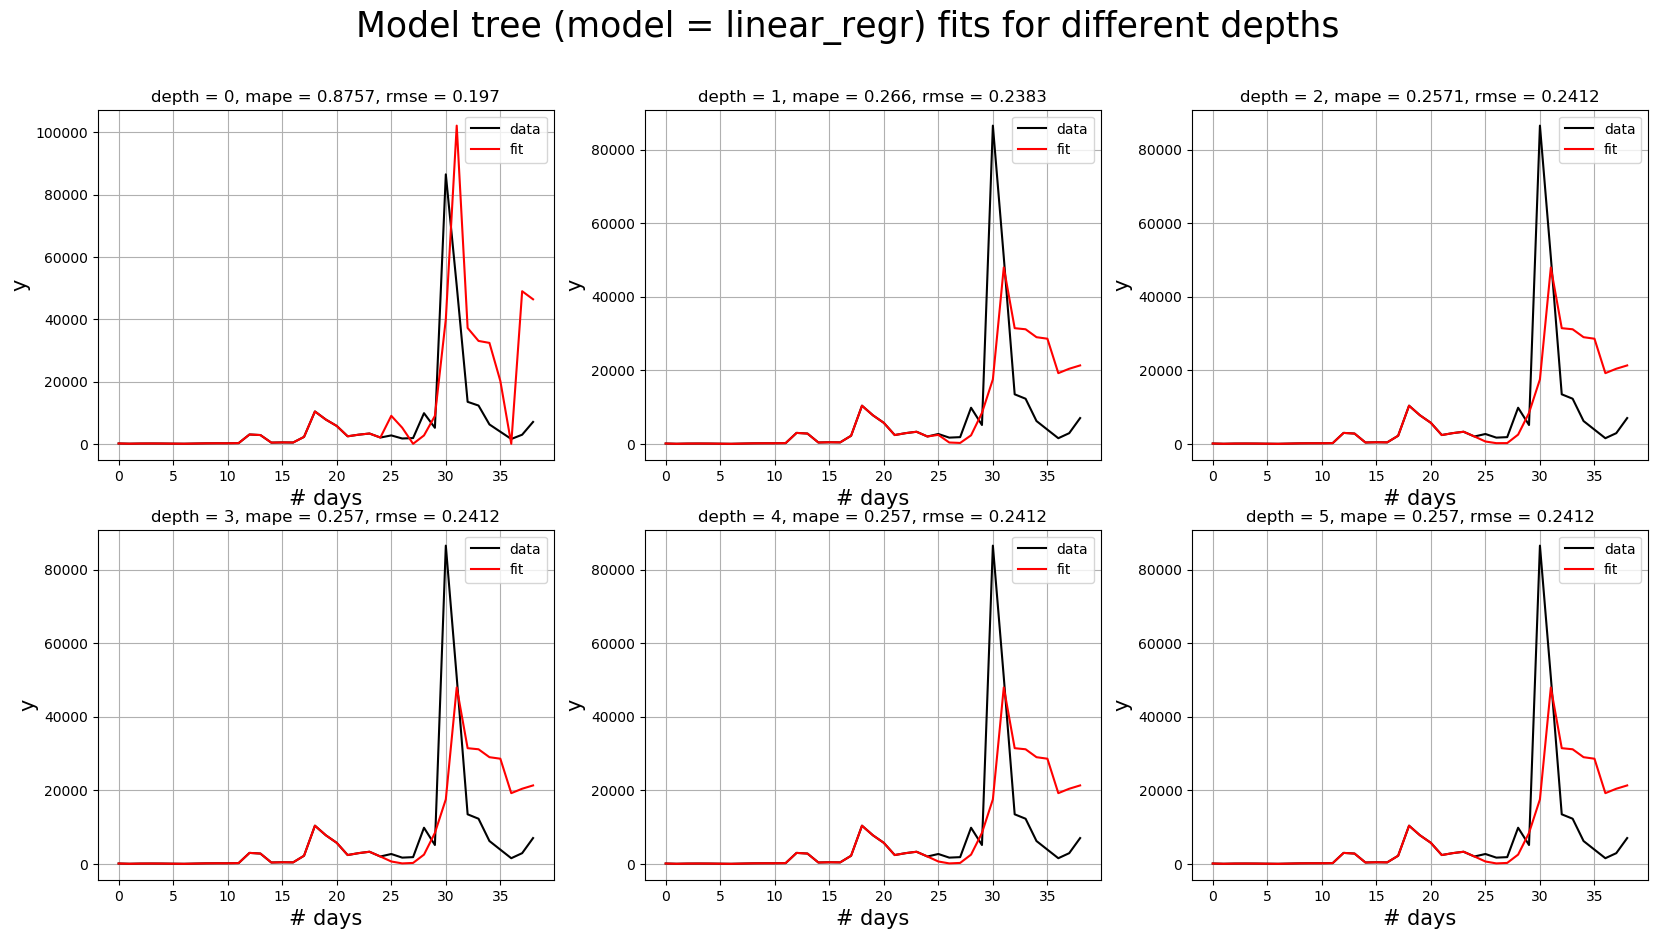 Model tree (model = linear_regr) fits for different depths
depth = 0, mape = 0.8757, rmse = 0.197
100000
80000
60000
40000
20000
0
y
data
fit
0 5 10 15 20 25 30 35
# days
depth = 1, mape = 0.266, rmse = 0.2383
80000
60000
40000
20000
0
y
data
fit
0 5 10 15 20 25 30 35
# days
depth = 2, mape = 0.2571, rmse = 0.2412
80000
60000
40000
20000
0
y
data
fit
0 5 10 15 20 25 30 35
# days
depth = 3, mape = 0.257, rmse = 0.2412
80000
60000
40000
20000
0
y
data
fit
0 5 10 15 20 25 30 35
# days
depth = 4, mape = 0.257, rmse = 0.2412
80000
60000
40000
20000
0
y
data
fit
0 5 10 15 20 25 30 35
# days
depth = 5, mape = 0.257, rmse = 0.2412
80000
60000
40000
20000
0
y
data
fit
0 5 10 15 20 25 30 35
# days